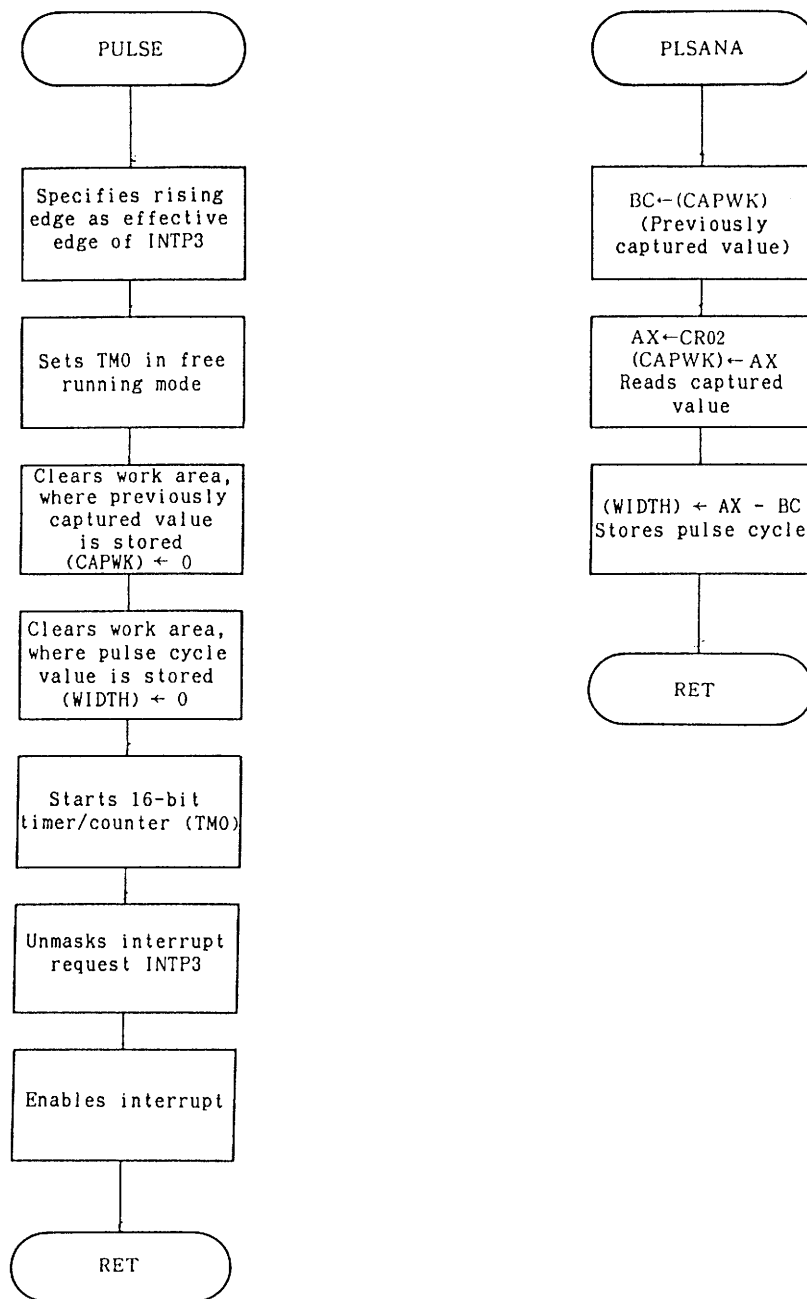 PULSE
Specifies rising
edge as effective
edge of INTP3
Sets TM0 in free
running mode
Clears work area,
where previously
captured value
is stored
(CAPWK) ← 0
Clears work area,
where pulse cycle
value is stored
(WIDTH) ← 0
Starts 16-bit
timer/counter (TM0)
Unmasks interrupt
request INTP3
Enables interrupt
RET
PLSANA
BC←(CAPWK)
(Previously
captured value)
AX←CR02
(CAPWK)←AX
Reads captured
value
(WIDTH) ← AX - BC
Stores pulse cycle
RET